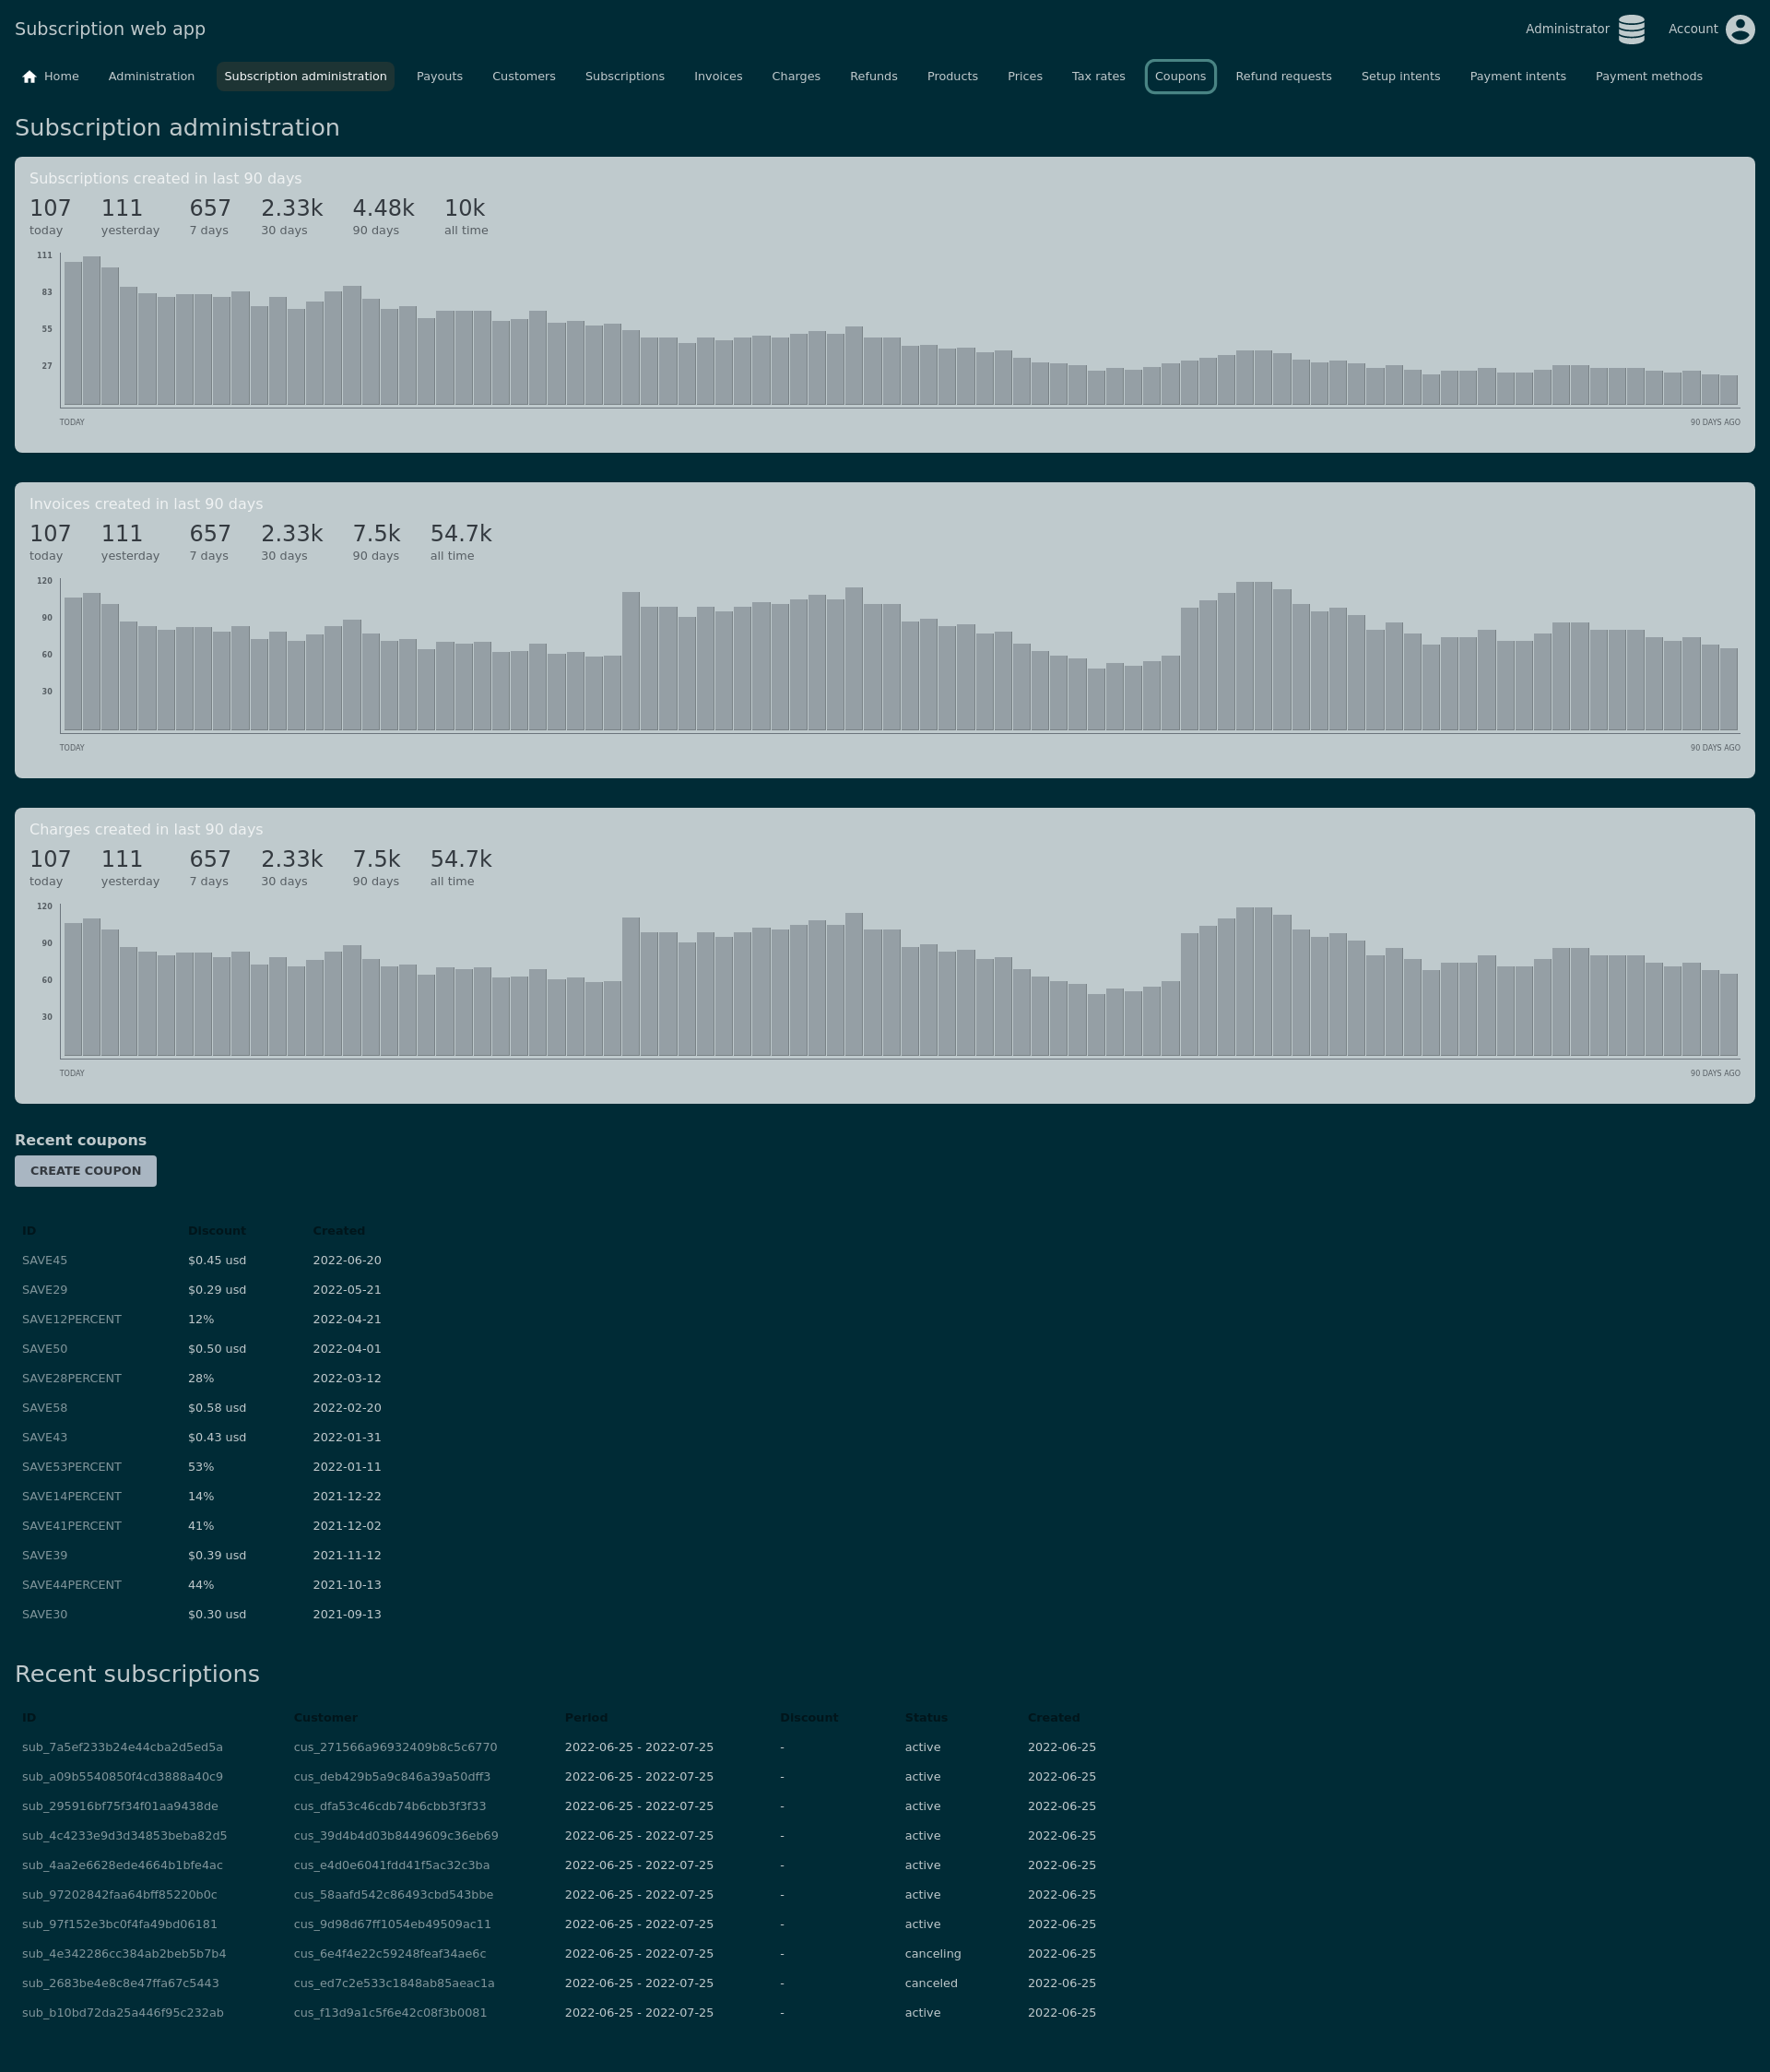 Subscription web app
Administrator Account
Home Administration Subscription administration Payouts Customers Subscriptions Invoices Charges Refunds Products Prices Tax rates Coupons Refund requests Setup intents Payment intents Payment methods
Subscription administration
Subscriptions created in last 90 days
107 111 657 2.33k 4.48k 10k
today yesterday 7 days 30 days 90 days all time
111
83
55
27
TODAY 90 DAYS AGO
Invoices created in last 90 days
107 111 657 2.33k 7.5k 54.7k
today yesterday 7 days 30 days 90 days all time
120
90
60
30
TODAY 90 DAYS AGO
Charges created in last 90 days
107 111 657 2.33k 7.5k 54.7k
today yesterday 7 days 30 days 90 days all time
120
90
60
30
TODAY 90 DAYS AGO
Recent coupons
CREATE COUPON
ID Discount Created
SAVE45 $0.45 usd 2022-06-20
SAVE29 $0.29 usd 2022-05-21
SAVE12PERCENT 12% 2022-04-21
SAVE50 $0.50 usd 2022-04-01
SAVE28PERCENT 28% 2022-03-12
SAVE58 $0.58 usd 2022-02-20
SAVE43 $0.43 usd 2022-01-31
SAVE53PERCENT 53% 2022-01-11
SAVE14PERCENT 14% 2021-12-22
SAVE41PERCENT 41% 2021-12-02
SAVE39 $0.39 usd 2021-11-12
SAVE44PERCENT 44% 2021-10-13
SAVE30 $0.30 usd 2021-09-13
Recent subscriptions
ID Customer Period Discount Status Created
sub_7a5ef233b24e44cba2d5ed5a cus_271566a96932409b8c5c6770 2022-06-25 - 2022-07-25 - active 2022-06-25
sub_a09b5540850f4cd3888a40c9 cus_deb429b5a9c846a39a50dff3 2022-06-25 - 2022-07-25 - active 2022-06-25
sub_295916bf75f34f01aa9438de cus_dfa53c46cdb74b6cbb3f3f33 2022-06-25 - 2022-07-25 - active 2022-06-25
sub_4c4233e9d3d34853beba82d5 cus_39d4b4d03b8449609c36eb69 2022-06-25 - 2022-07-25 - active 2022-06-25
sub_4aa2e6628ede4664b1bfe4ac cus_e4d0e6041fdd41f5ac32c3ba 2022-06-25 - 2022-07-25 - active 2022-06-25
sub_97202842faa64bff85220b0c cus_58aafd542c86493cbd543bbe 2022-06-25 - 2022-07-25 - active 2022-06-25
sub_97f152e3bc0f4fa49bd06181 cus_9d98d67ff1054eb49509ac11 2022-06-25 - 2022-07-25 - active 2022-06-25
sub_4e342286cc384ab2beb5b7b4 cus_6e4f4e22c59248feaf34ae6c 2022-06-25 - 2022-07-25 - canceling 2022-06-25
sub_2683be4e8c8e47ffa67c5443 cus_ed7c2e533c1848ab85aeac1a 2022-06-25 - 2022-07-25 - canceled 2022-06-25
sub_b10bd72da25a446f95c232ab cus_f13d9a1c5f6e42c08f3b0081 2022-06-25 - 2022-07-25 - active 2022-06-25